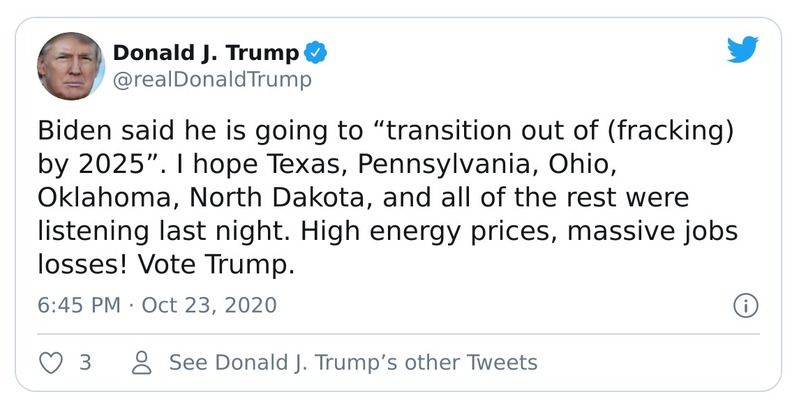 Donald J. Trump
@realDonaldTrump
Biden said he is going to “transition out of (fracking)
by 2025”. I hope Texas, Pennsylvania, Ohio,
Oklahoma, North Dakota, and all of the rest were
listening last night. High energy prices, massive jobs
losses! Vote Trump.
6:45 PM · Oct 23, 2020
3 See Donald J. Trump’s other Tweets